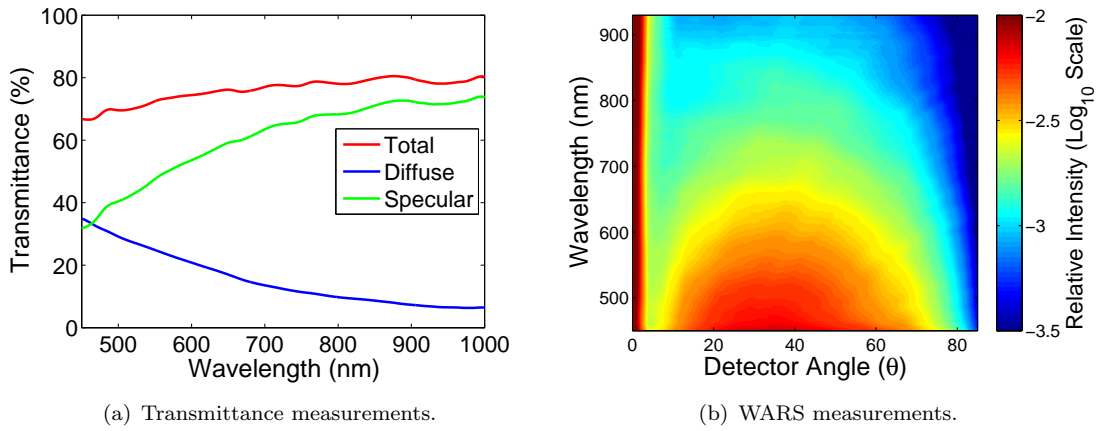 100
80
60
40
20
0
Transmittance (%)
500 600 700 800 900 1000
Wavelength (nm)
Total
Diffuse
Specular
(a) Transmittance measurements.
900
800
700
600
500
Wavelength (nm)
0 20 40 60 80
Detector Angle (θ)
-2
-2.5
-3
-3.5
Relative Intensity (Log10 Scale)
(b) WARS measurements.